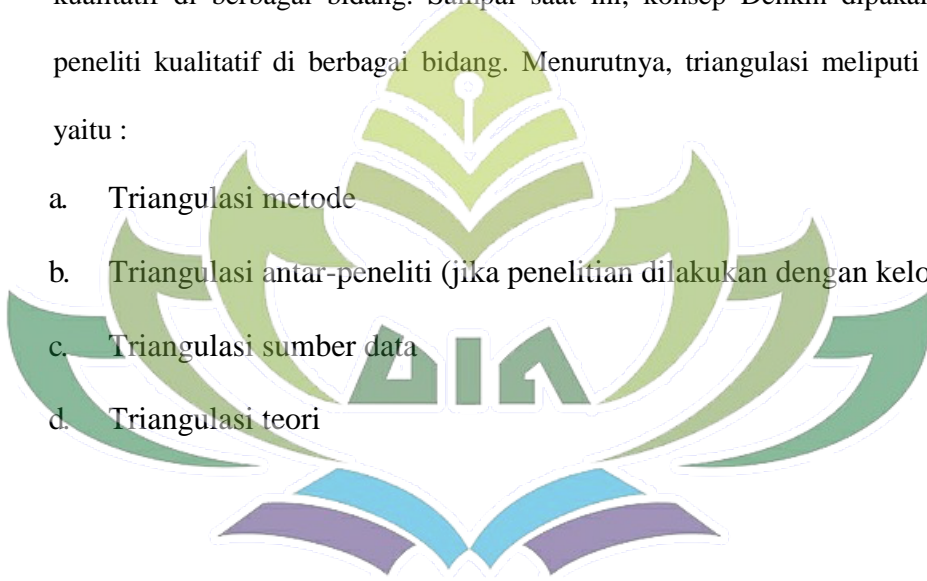 kualitatif di berbagai bidang. Sampai saat ini, konsep Denkin dipakai
peneliti kualitatif di berbagai bidang. Menurutnya, triangulasi meliputi
yaitu :
a. Triangulasi metode
b. Triangulasi antar-peneliti (jika penelitian dilakukan dengan kelo
c. Triangulasi sumber data
d. Triangulasi teori